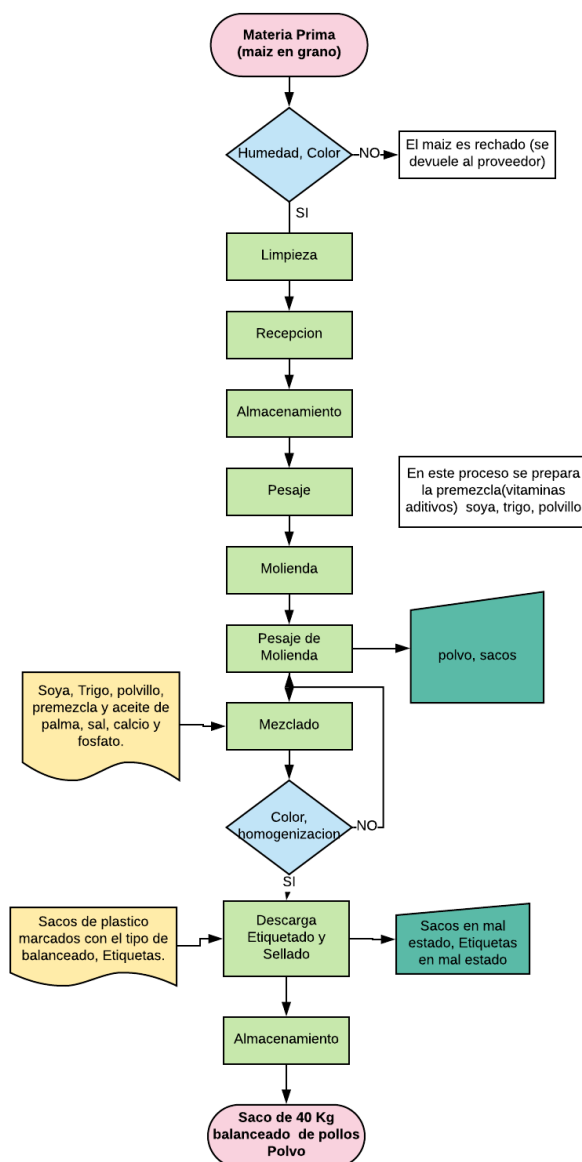 Materia Prima
(maiz en grano)
Humedad, Color
NO
El maiz es rechado (se
devuele al proveedor)
SI
Limpieza
Recepcion
Almacenamiento
Pesaje
En este proceso se prepara
la premezcla(vitaminas
aditivos) soya, trigo, polvillo
Molienda
Pesaje de
Molienda
polvo, sacos
Soya, Trigo, polvillo,
premezcla y aceite de
palma, sal, calcio y
fosfato.
Mezclado
Color,
homogenizacion
NO
SI
Sacos de plastico
marcados con el tipo de
balanceado, Etiquetas.
Descarga
Etiquetado y
Sellado
Sacos en mal
estado, Etiquetas
en mal estado
Almacenamiento
Saco de 40 Kg
balanceado de pollos
Polvo